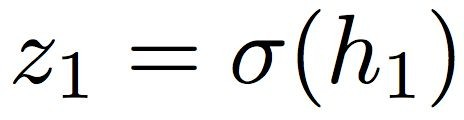 z₁ = σ(h₁)